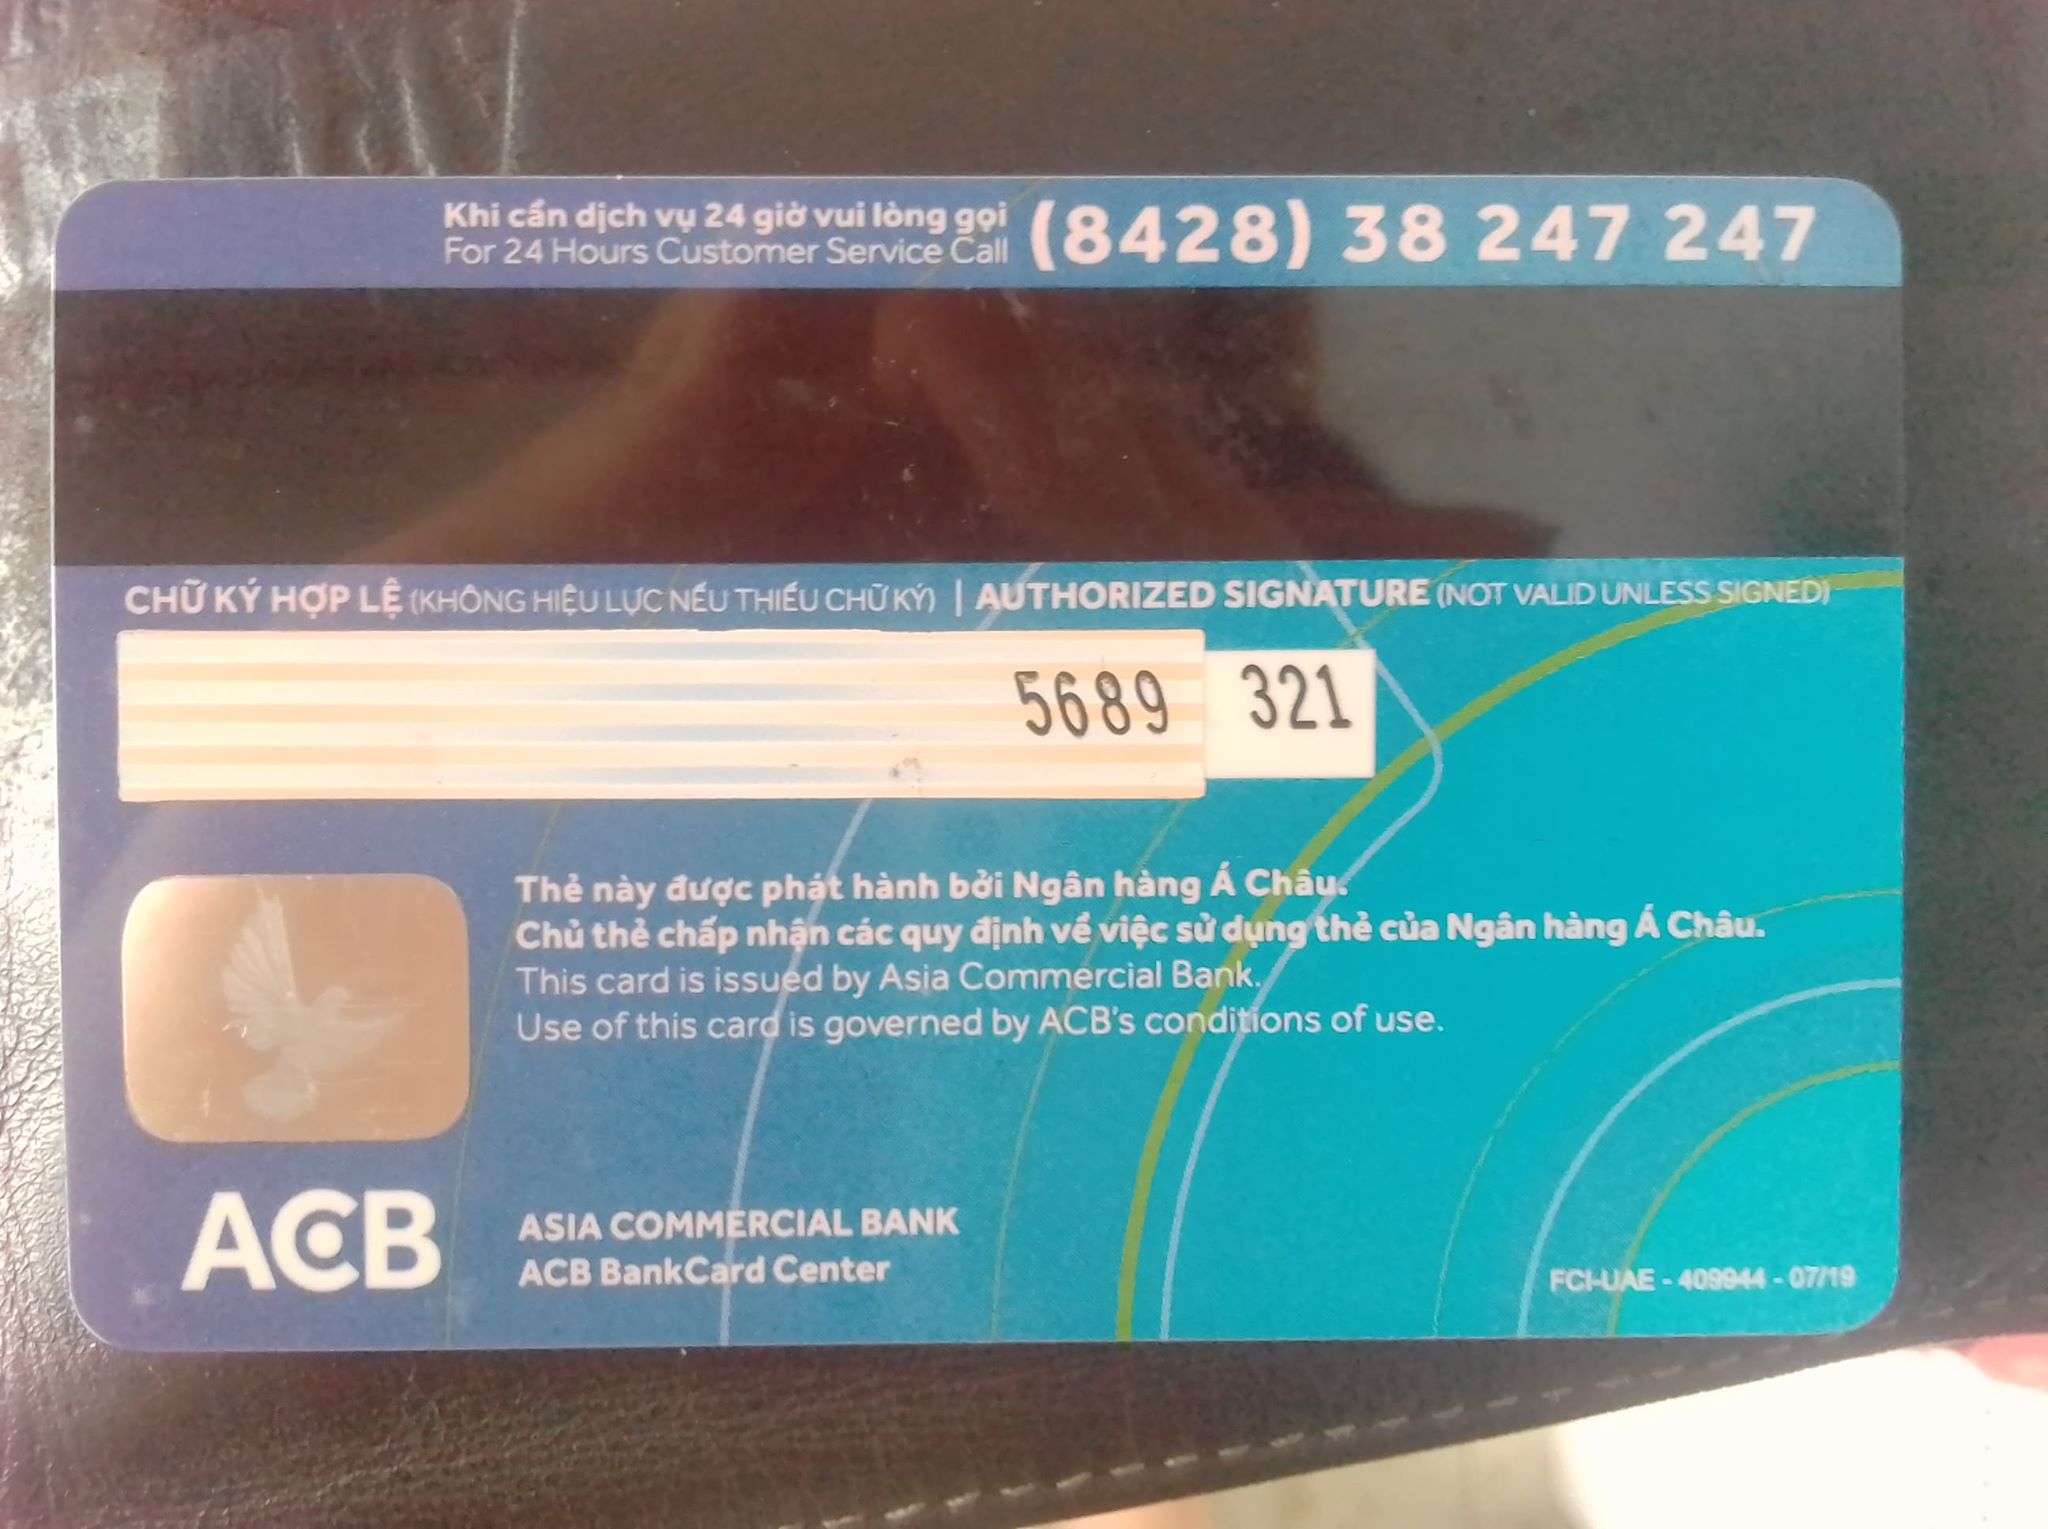 Khi cần dịch vụ 24 giờ vui lòng gọi
For 24 Hours Customer Service Call
(8428) 38 247 247
CHỮ KÝ HỢP LỆ (KHÔNG HIỆU LỰC NẾU THIẾU CHỮ KÝ) | AUTHORIZED SIGNATURE (NOT VALID UNLESS SIGNED)
5689 321
Thẻ này được phát hành bởi Ngân hàng Á Châu.
Chủ thẻ chấp nhận các quy định về việc sử dụng thẻ của Ngân hàng Á Châu.
This card is issued by Asia Commercial Bank.
Use of this card is governed by ACB's conditions of use.
ACB
ASIA COMMERCIAL BANK
ACB BankCard Center
FCI-UAE - 409944 - 07/19